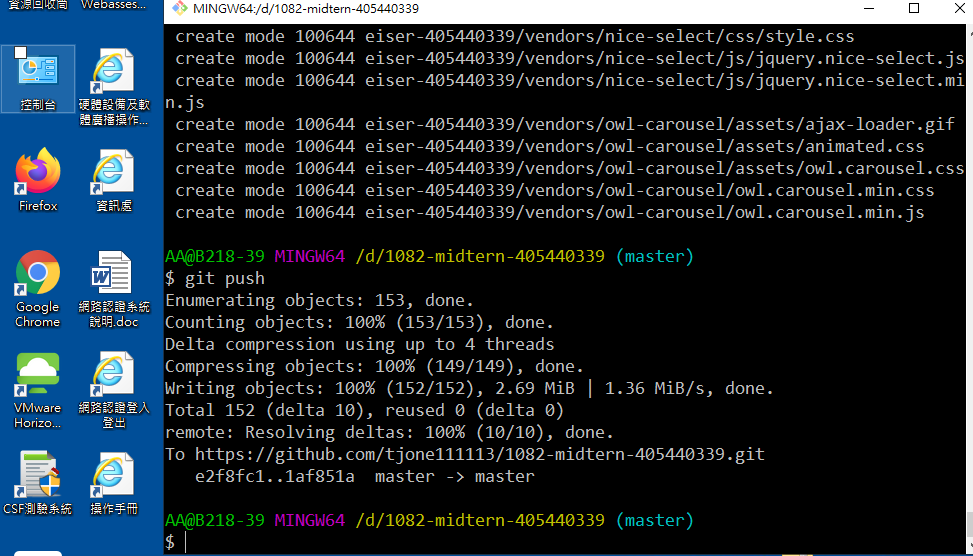 資源回收筒
Webasses...
控制台
硬體設備及軟
體廣播操作...
Firefox
資訊處
Google
Chrome
網路認證系統
說明.doc
VMware
Horizo...
網路認證登入
登出
CSF測驗系統
操作手冊
MINGW64:/d/1082-midtern-405440339
create mode 100644 eiser-405440339/vendors/nice-select/css/style.css
create mode 100644 eiser-405440339/vendors/nice-select/js/jquery.nice-select.js
create mode 100644 eiser-405440339/vendors/nice-select/js/jquery.nice-select.mi
n.js
create mode 100644 eiser-405440339/vendors/owl-carousel/assets/ajax-loader.gif
create mode 100644 eiser-405440339/vendors/owl-carousel/assets/animated.css
create mode 100644 eiser-405440339/vendors/owl-carousel/assets/owl.carousel.css
create mode 100644 eiser-405440339/vendors/owl-carousel/owl.carousel.min.css
create mode 100644 eiser-405440339/vendors/owl-carousel/owl.carousel.min.js
AA@B218-39 MINGW64 /d/1082-midtern-405440339 (master)
$ git push
Enumerating objects: 153, done.
Counting objects: 100% (153/153), done.
Delta compression using up to 4 threads
Compressing objects: 100% (149/149), done.
Writing objects: 100% (152/152), 2.69 MiB | 1.36 MiB/s, done.
Total 152 (delta 10), reused 0 (delta 0)
remote: Resolving deltas: 100% (10/10), done.
To https://github.com/tjone111113/1082-midtern-405440339.git
e2f8fc1..1af851a  master -> master
AA@B218-39 MINGW64 /d/1082-midtern-405440339 (master)
$